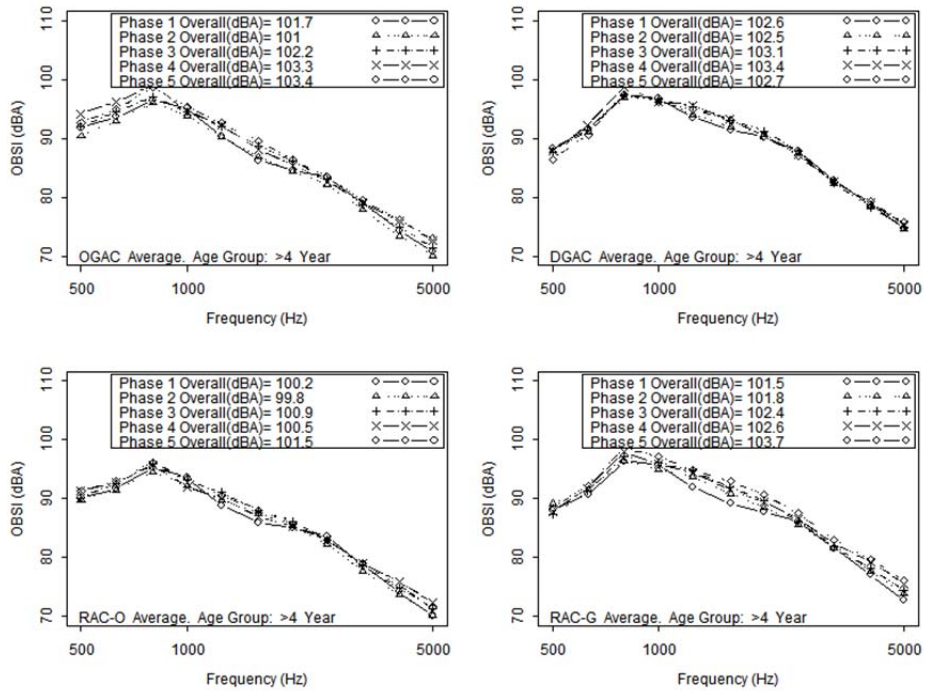 110
100
90
80
70
OBSI (dBA)
Phase 1 Overall(dBA)= 101.7
Phase 2 Overall(dBA)= 101
Phase 3 Overall(dBA)= 102.2
Phase 4 Overall(dBA)= 103.3
Phase 5 Overall(dBA)= 103.4
OGAC Average. Age Group: >4 Year
500
1000
5000
Frequency (Hz)
110
100
90
80
70
OBSI (dBA)
Phase 1 Overall(dBA)= 102.6
Phase 2 Overall(dBA)= 102.5
Phase 3 Overall(dBA)= 103.1
Phase 4 Overall(dBA)= 103.4
Phase 5 Overall(dBA)= 102.7
DGAC Average. Age Group: >4 Year
500
1000
5000
Frequency (Hz)
110
100
90
80
70
OBSI (dBA)
Phase 1 Overall(dBA)= 100.2
Phase 2 Overall(dBA)= 99.8
Phase 3 Overall(dBA)= 100.9
Phase 4 Overall(dBA)= 100.5
Phase 5 Overall(dBA)= 101.5
RAC-O Average. Age Group: >4 Year
500
1000
5000
Frequency (Hz)
110
100
90
80
70
OBSI (dBA)
Phase 1 Overall(dBA)= 101.5
Phase 2 Overall(dBA)= 101.8
Phase 3 Overall(dBA)= 102.4
Phase 4 Overall(dBA)= 102.6
Phase 5 Overall(dBA)= 103.7
RAC-G Average. Age Group: >4 Year
500
1000
5000
Frequency (Hz)